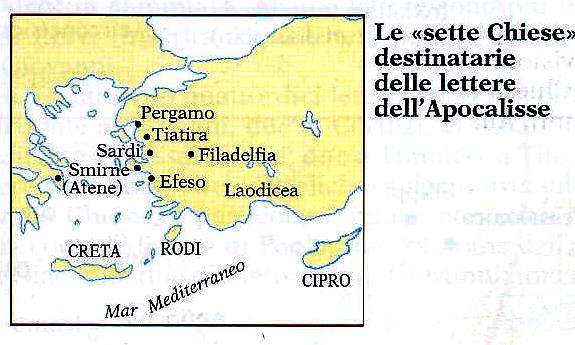 Le «sette Chiese»
destinatarie
delle lettere
dell'Apocalisse
Pergamo
Tiatira
Sardi
Filadelfia
Smirne
(Atene)
Efeso
Laodicea
CRETA
RODI
CIPRO
Mar Mediterraneo